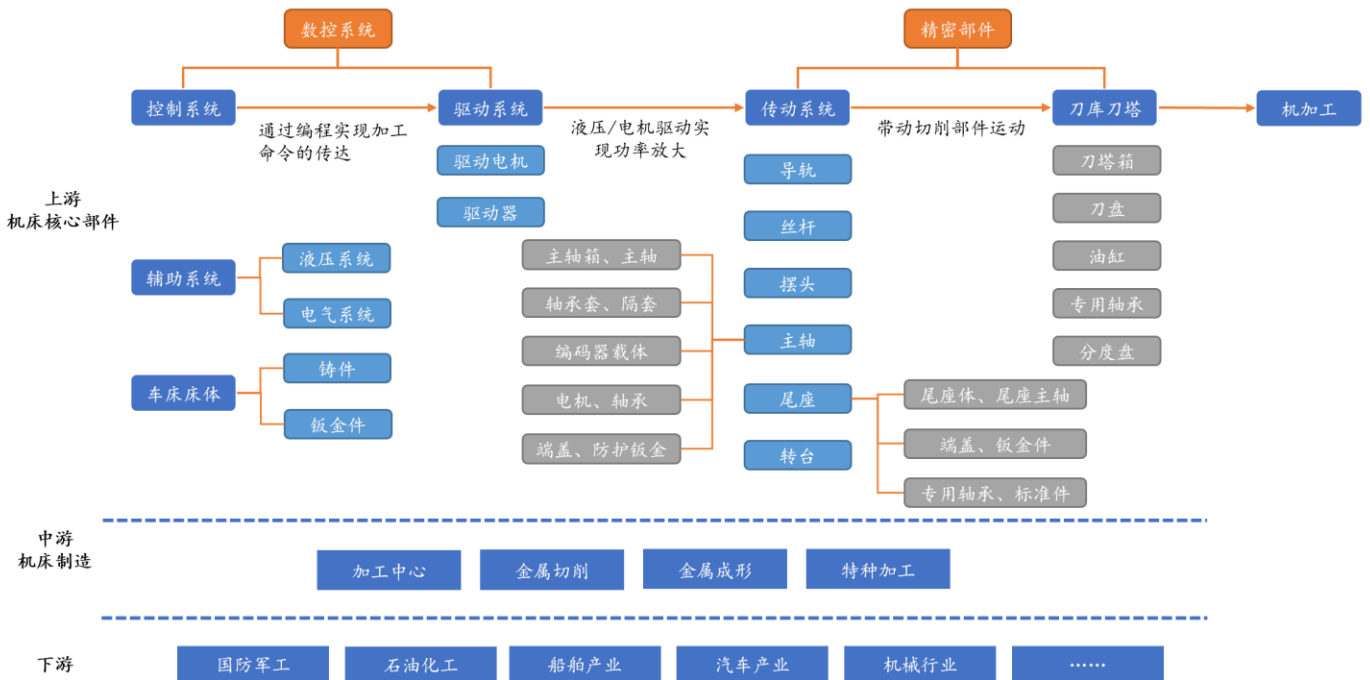 数控系统
精密部件
控制系统
驱动系统
传动系统
刀库刀塔
机加工
通过编程实现加工
命令的传达
液压/电机驱动实
现功率放大
带动切削部件运动
驱动电机
驱动器
导轨
丝杆
摆头
主轴
尾座
转台
刀塔箱
刀盘
油缸
专用轴承
分度盘
上游
机床核心部件
辅助系统
液压系统
电气系统
车床床体
铸件
钣金件
主轴箱、主轴
轴承套、隔套
编码器载体
电机、轴承
端盖、防护钣金
尾座体、尾座主轴
端盖、钣金件
专用轴承、标准件
中游
机床制造
加工中心
金属切削
金属成形
特种加工
下游
国防军工
石油化工
船舶产业
汽车产业
机械行业
……